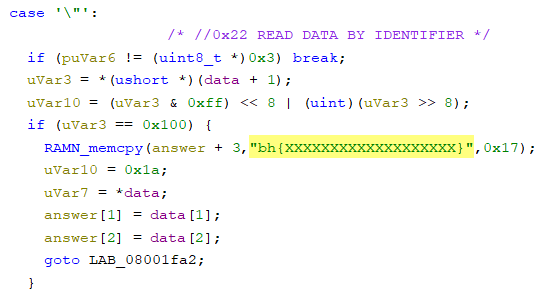 case '\"':
/* //0x22 READ DATA BY IDENTIFIER */
if (puVar6 != (uint8_t *)0x3) break;
uVar3 = *(ushort *)(data + 1);
uVar10 = (uVar3 & 0xff) << 8 | (uint)(uVar3 >> 8);
if (uVar3 == 0x100) {
RAMN_memcpy(answer + 3,"bh{XXXXXXXXXXXXXXXXXXX}",0x17);
uVar10 = 0x1a;
uVar7 = *data;
answer[1] = data[1];
answer[2] = data[2];
goto LAB_08001fa2;
}